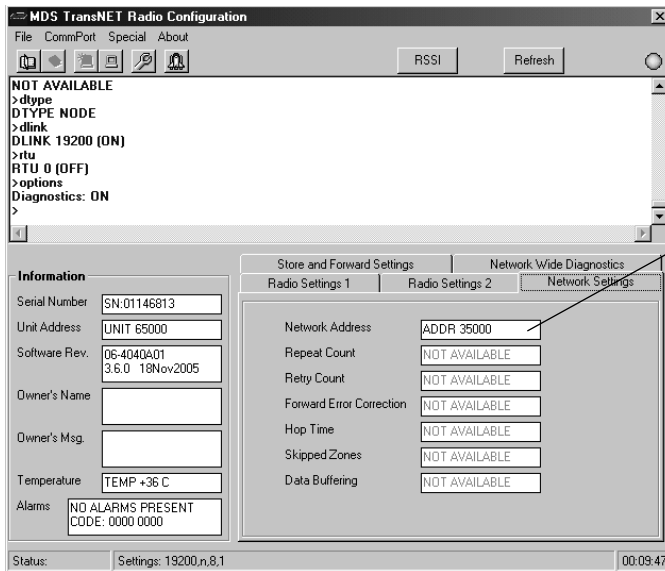 MDS TransNET Radio Configuration
File CommPort Special About
RSSI Refresh
NOT AVAILABLE
>dtype
DTYPE NODE
>dlink
DLINK 19200 (ON)
>rtu
RTU 0 (OFF)
>options
Diagnostics: ON
>
Information
Serial Number SN:01146813
Unit Address UNIT 65000
Software Rev. 06-4040A01
3.6.0 18Nov2005
Owner's Name
Owner's Msg.
Temperature TEMP +36 C
Alarms NO ALARMS PRESENT
CODE: 0000 0000
Store and Forward Settings Network Wide Diagnostics
Radio Settings 1 Radio Settings 2 Network Settings
Network Address ADDR 35000
Repeat Count NOT AVAILABLE
Retry Count NOT AVAILABLE
Forward Error Correction NOT AVAILABLE
Hop Time NOT AVAILABLE
Skipped Zones NOT AVAILABLE
Data Buffering NOT AVAILABLE
Status: Settings: 19200,n,8,1 00:09:47